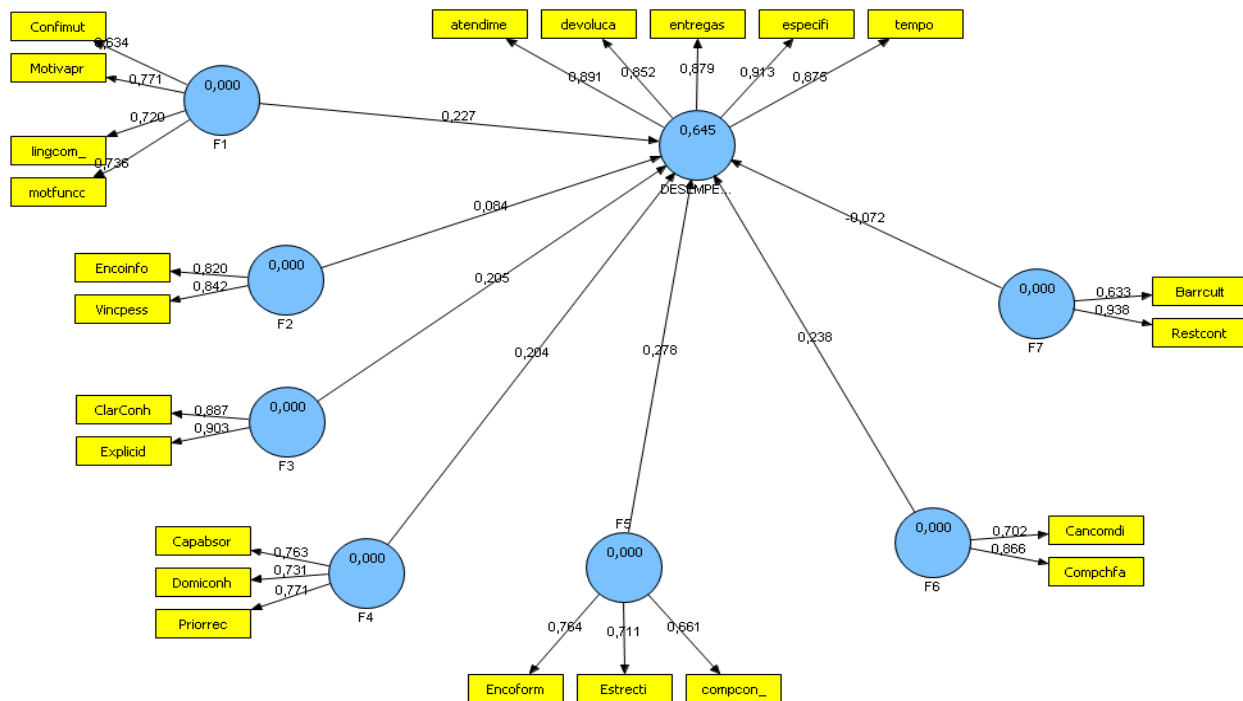 Confimut
0,634
Motivapr
0,771
0,000
0,720
lingcom_
0,736
F1
motfuncc
atendime
devoluca
entregas
especifi
tempo
0,891
0,852
0,879
0,913
0,875
0,227
0,645
DESEMPE...
0,084
-0,072
Encoinfo
0,820
0,000
0,842
Vincpess
F2
0,205
0,000
0,633
Barrcult
0,938
Restcont
F7
0,204
0,278
0,238
ClarConh
0,887
0,000
0,903
Explicid
F3
Capabsor
0,763
0,000
Domiconh
0,731
0,771
Priorrec
F4
F5
0,000
0,764
0,711
0,661
Encoform
Estrecti
compcon_
0,000
0,702
Cancomdi
0,866
Compchfa
F6